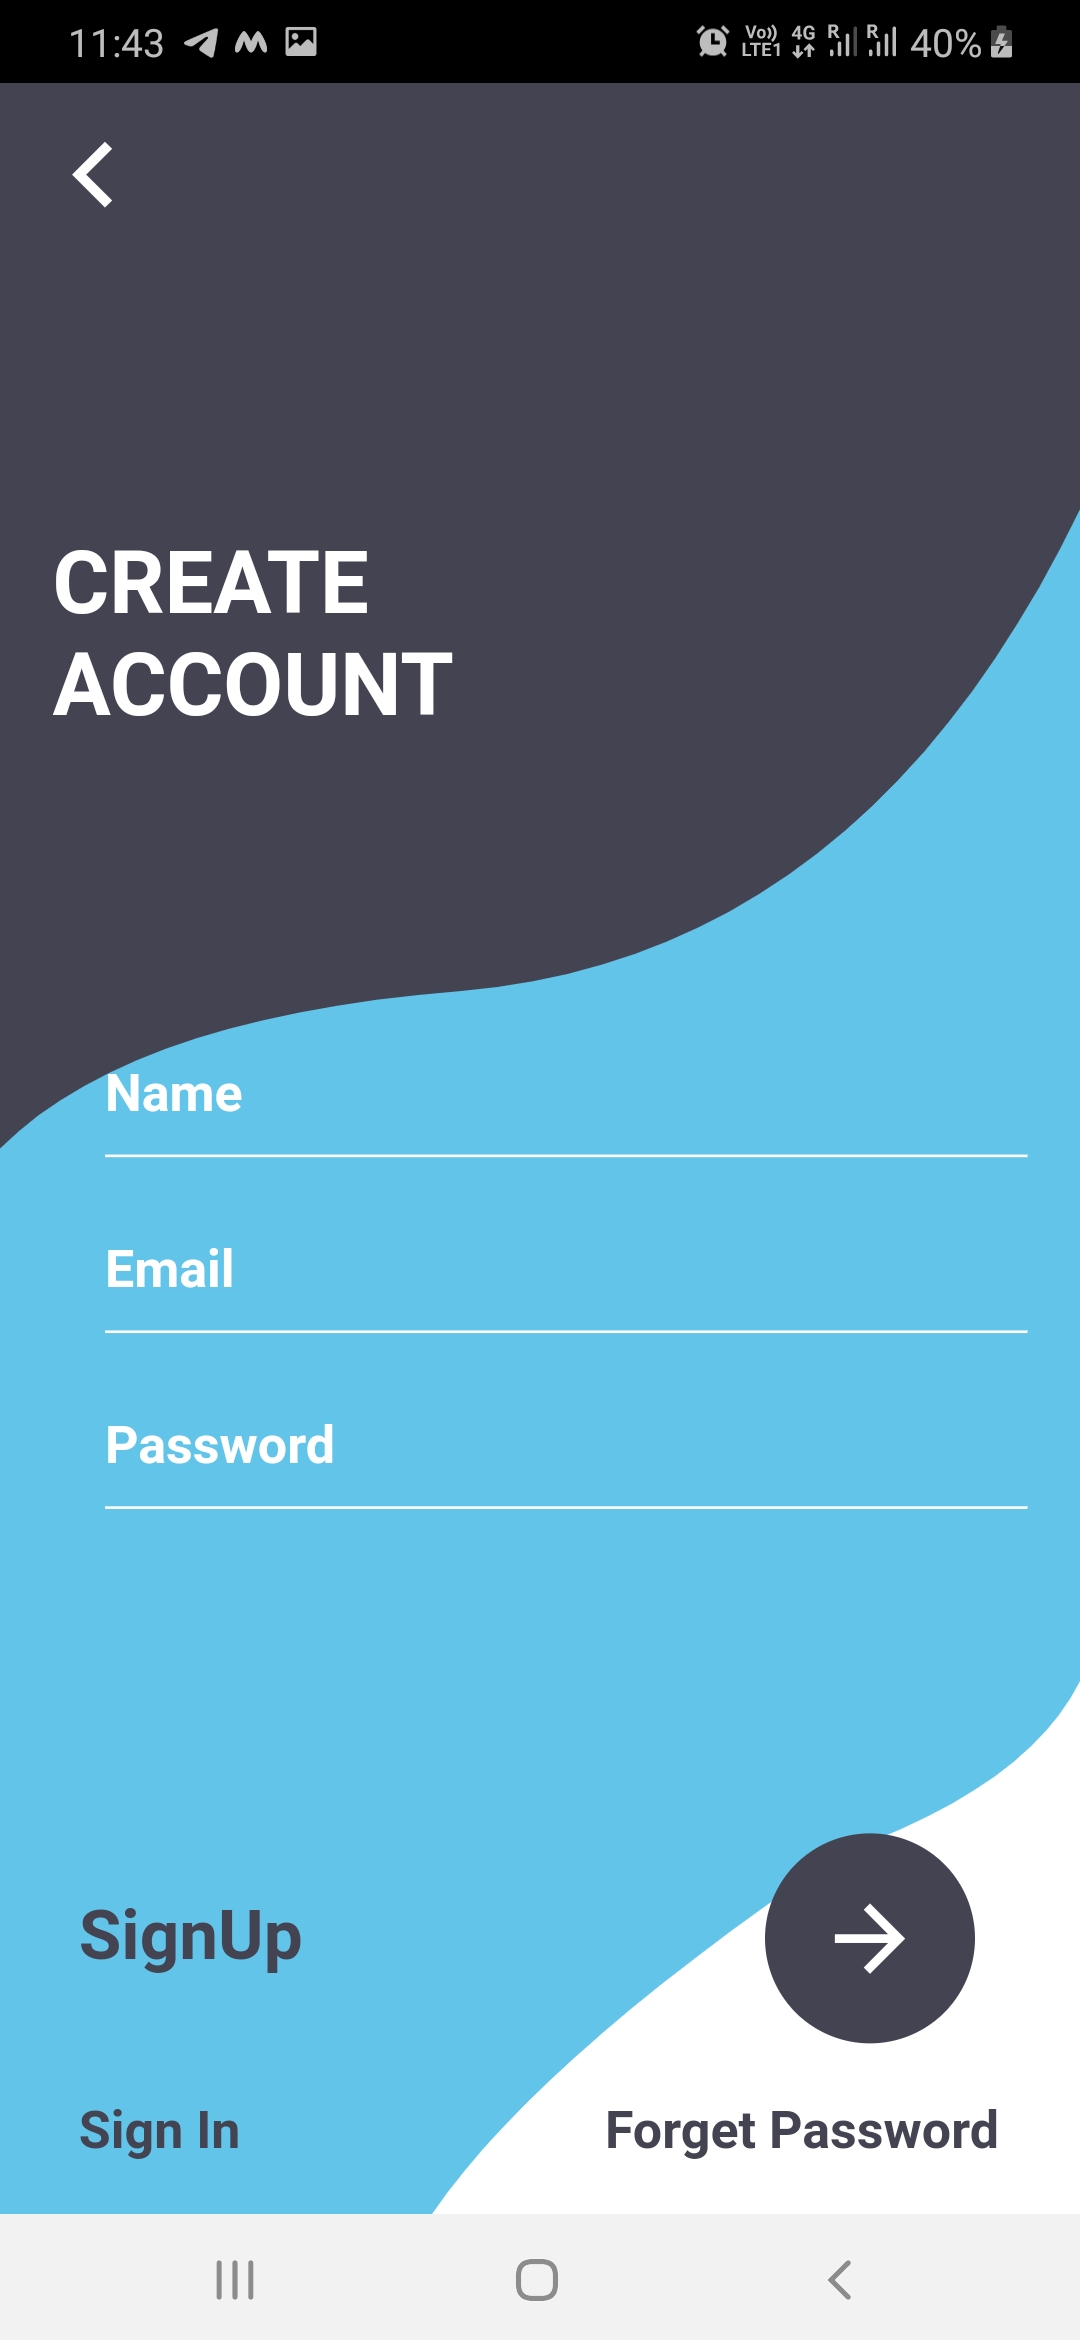 11:43 Vo)) LTE1 4G R R 40%
CREATE
ACCOUNT
Name
Email
Password
SignUp
Sign In Forget Password